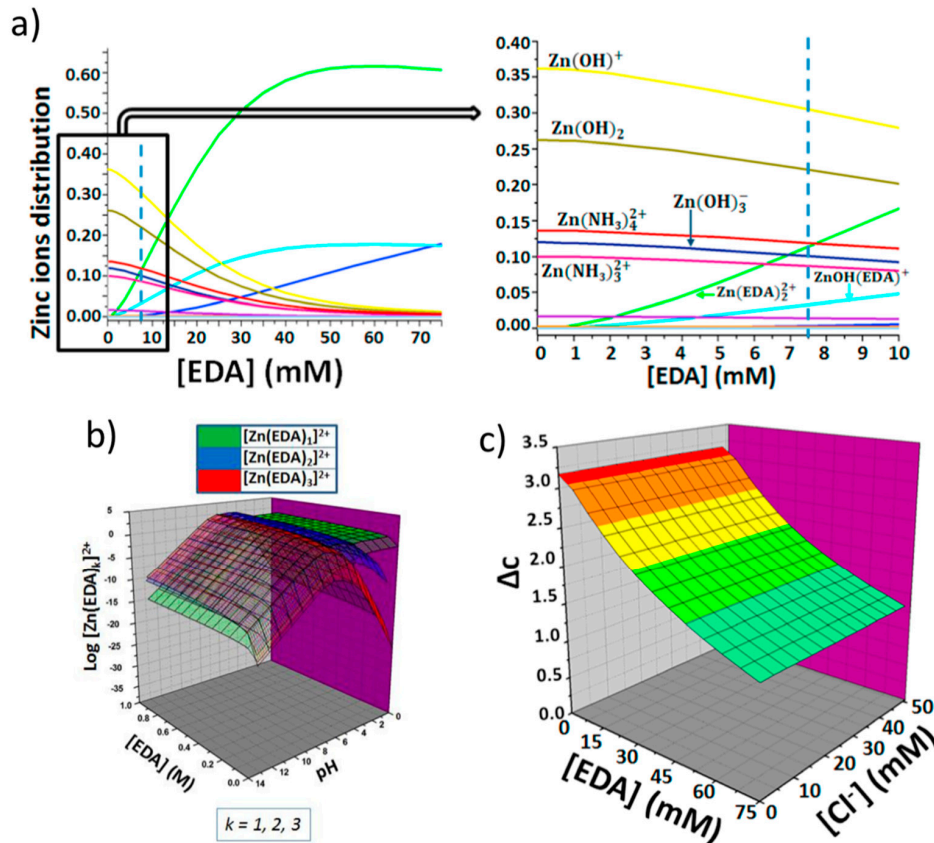 a)
Zinc ions distribution
0.60
0.50
0.40
0.30
0.20
0.10
0.00
0 10 20 30 40 50 60 70
[EDA] (mM)
0.40
0.35
0.30
0.25
0.20
0.15
0.10
0.05
0.00
Zn(OH)⁺
Zn(OH)₂
Zn(NH₃)₄²⁺
Zn(OH)₃⁻
Zn(NH₃)₃²⁺
Zn(EDA)₂²⁺
ZnOH(EDA)⁺
0 1 2 3 4 5 6 7 8 9 10
[EDA] (mM)
b)
[Zn(EDA)₁]²⁺
[Zn(EDA)₂]²⁺
[Zn(EDA)₃]²⁺
Log [Zn(EDA)ₖ]²⁺
5
0
-5
-10
-15
-20
-25
-30
-35
1.0 0.8 0.6 0.4 0.2 0.0
[EDA] (M)
14 12 10 8 6 4 2 0
pH
k = 1, 2, 3
c)
Δc
3.5
3.0
2.5
2.0
1.5
1.0
0.5
0.0
0 15 30 45 60 75
[EDA] (mM)
0 10 20 30 40 50
[Cl⁻] (mM)